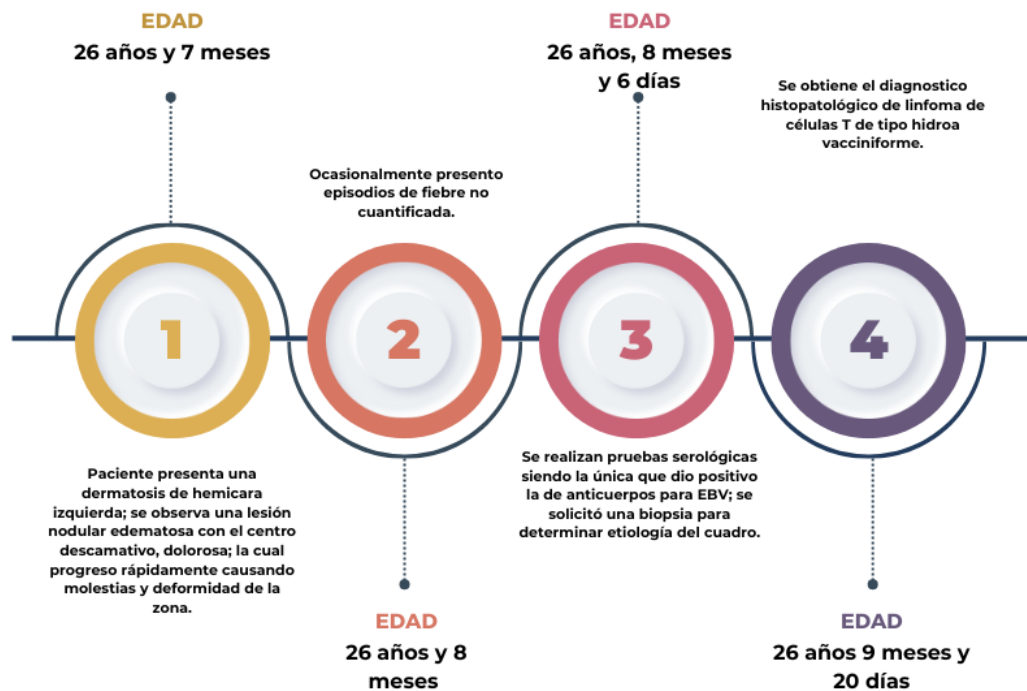 EDAD
26 años y 7 meses
1
Paciente presenta una
dermatosis de hemicara
izquierda; se observa una lesión
nodular edematosa con el centro
descamativo, dolorosa; la cual
progreso rápidamente causando
molestias y deformidad de la
zona.
Ocasionalmente presento
episodios de fiebre no
cuantificada.
2
EDAD
26 años y 8
meses
EDAD
26 años, 8 meses
y 6 días
3
Se realizan pruebas serológicas
siendo la única que dio positivo
la de anticuerpos para EBV; se
solicitó una biopsia para
determinar etiología del cuadro.
Se obtiene el diagnostico
histopatológico de linfoma de
células T de tipo hidroa
vacciniforme.
4
EDAD
26 años 9 meses y
20 días